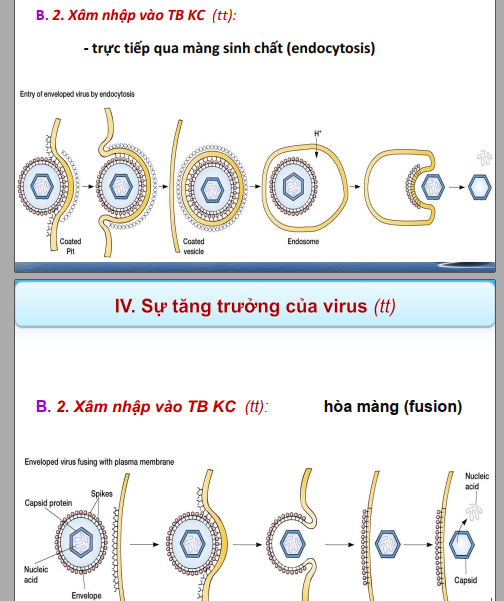 B. 2. Xâm nhập vào TB KC (tt):
- trực tiếp qua màng sinh chất (endocytosis)
Entry of enveloped virus by endocytosis
H+
Coated
Pit
Coated
vesicle
Endosome
IV. Sự tăng trưởng của virus (tt)
B. 2. Xâm nhập vào TB KC (tt): hòa màng (fusion)
Enveloped virus fusing with plasma membrane
Spikes
Capsid protein
Nucleic
acid
Envelope
Nucleic
acid
Capsid